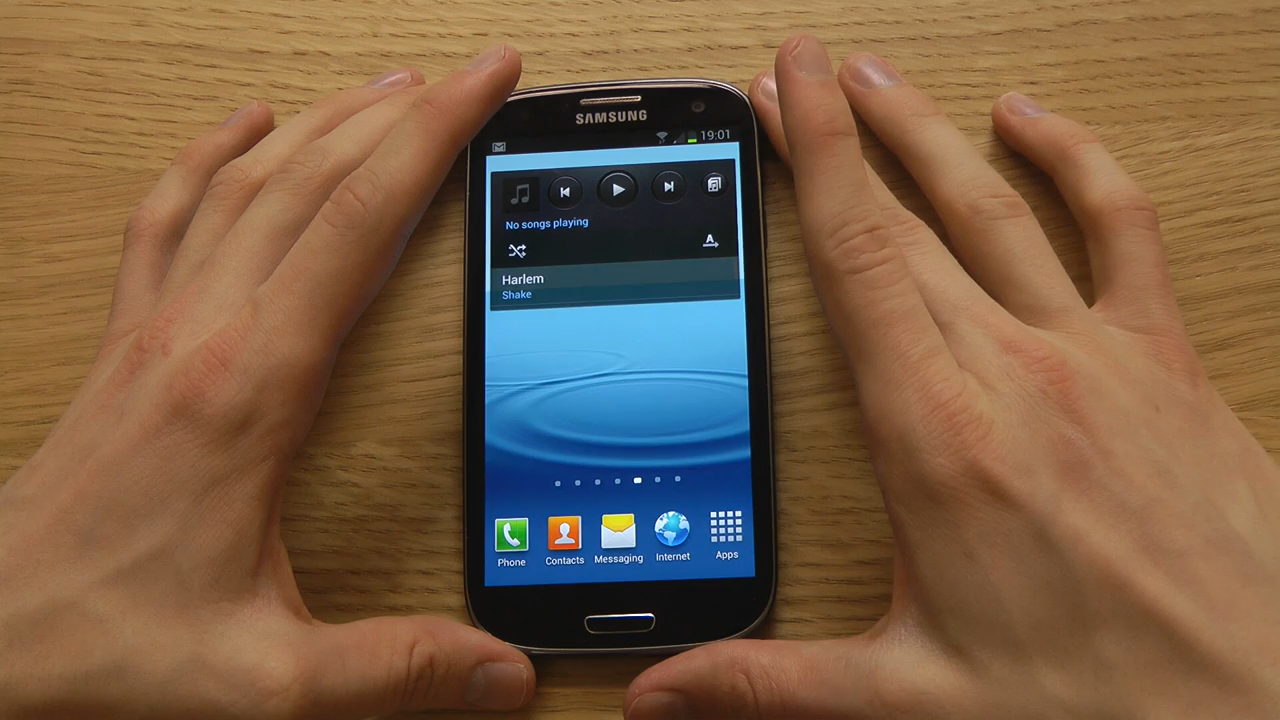 SAMSUNG
19:01
No songs playing
A
Harlem
Shake
Phone
Contacts
Messaging
Internet
Apps